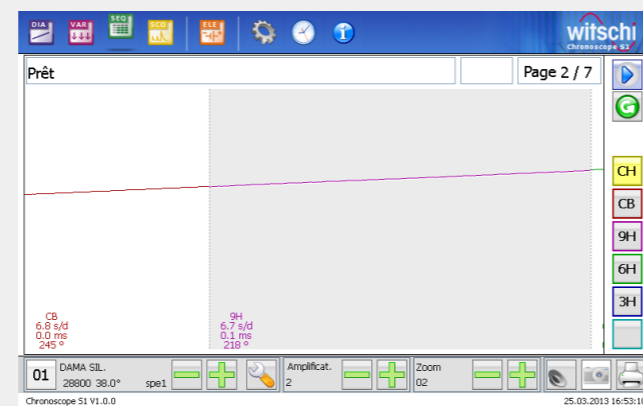 DIA VAR SEQ SCO ELE
witschi
Chronoscope S1
Prêt Page 2 / 7
CH
CB
9H
6H
3H
CB 9H
6.8 s/d 6.7 s/d
0.0 ms 0.1 ms
245 ° 218 °
01 DAMA SIL. Amplificat. Zoom
28800 38.0° spe1 2 02
Chronoscope S1 V1.0.0 25.03.2013 16:53:1